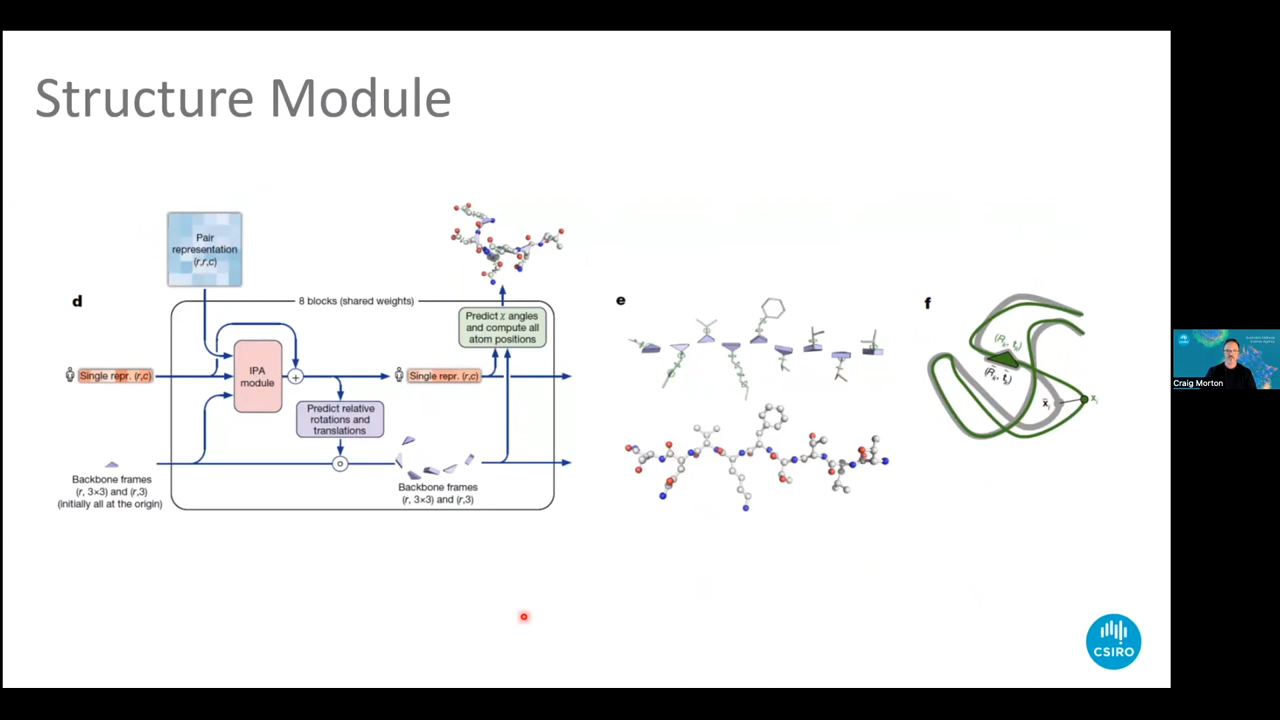 Structure Module
Pair
representation
(r,r,c)
d
8 blocks (shared weights)
Predict χ angles
and compute all
atom positions
Single repr. (r,c)
IPA
module
+
Single repr. (r,c)
Predict relative
rotations and
translations
Backbone frames
(r, 3×3) and (r,3)
(initially all at the origin)
Backbone frames
(r, 3×3) and (r,3)
e
f
xⱼ
CSIRO
Craig Morton